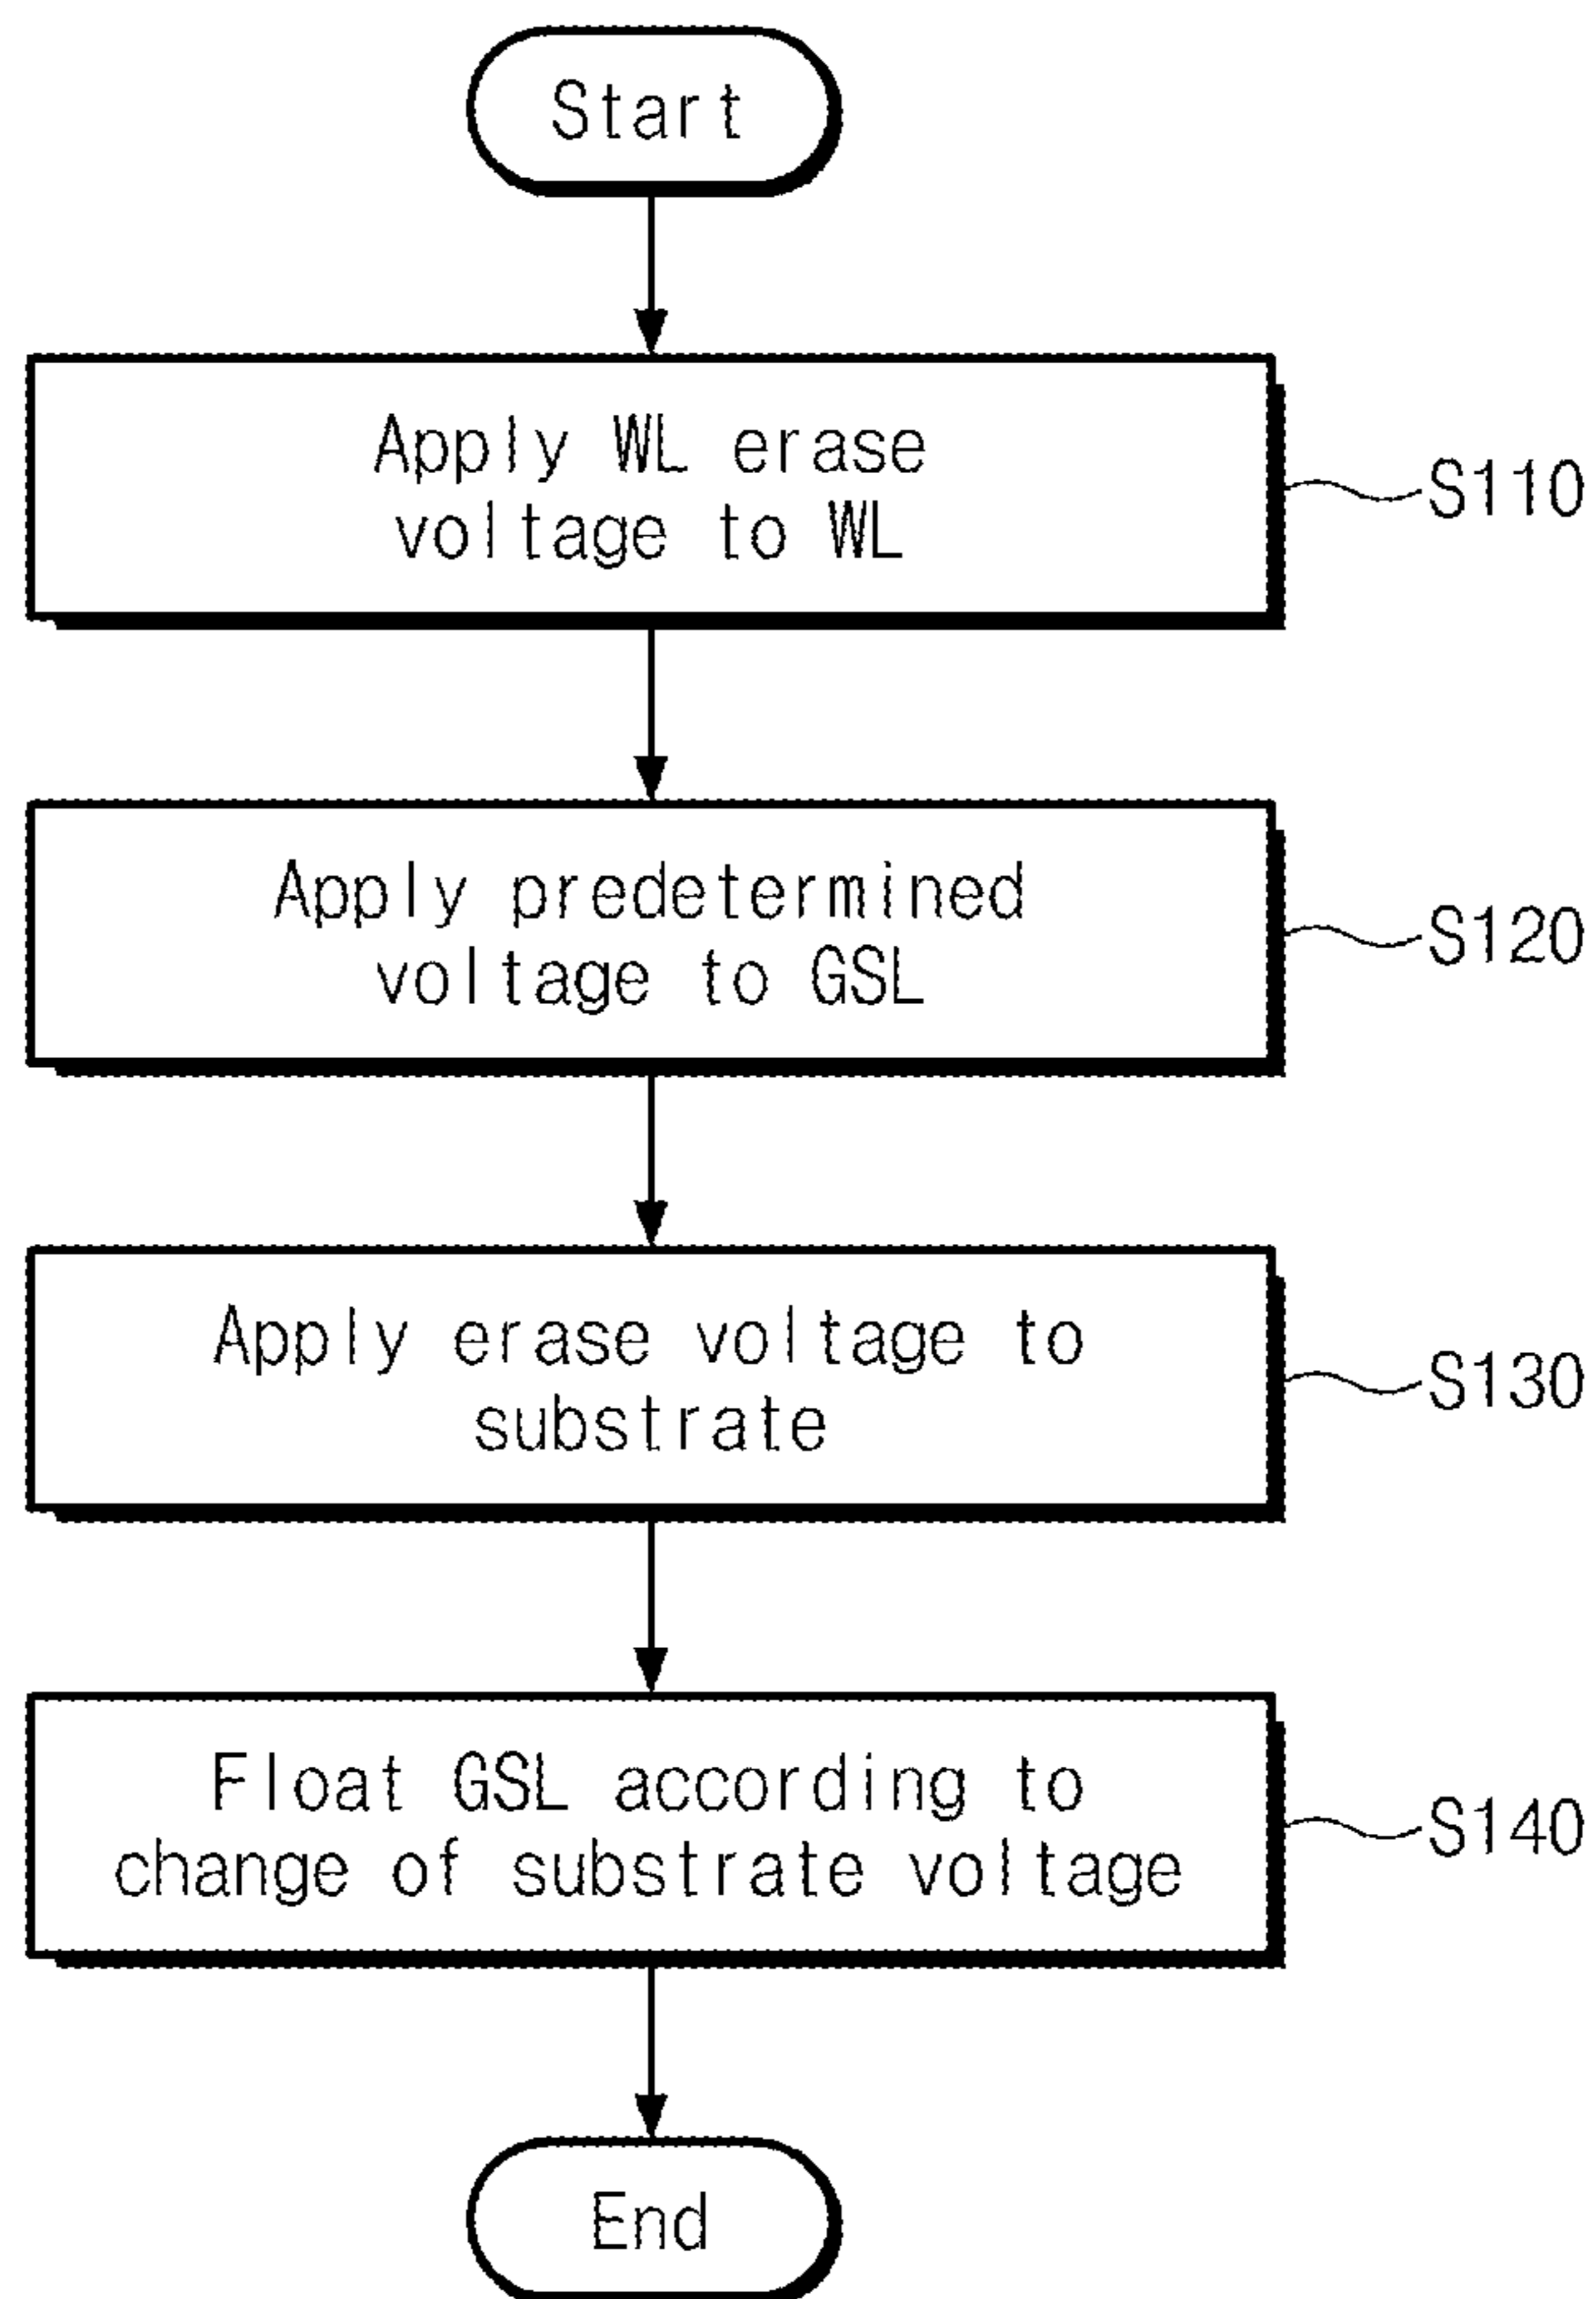 Start
Apply WL erase
voltage to WL
S110
Apply predetermined
voltage to GSL
S120
Apply erase voltage to
substrate
S130
Float GSL according to
change of substrate voltage
S140
End